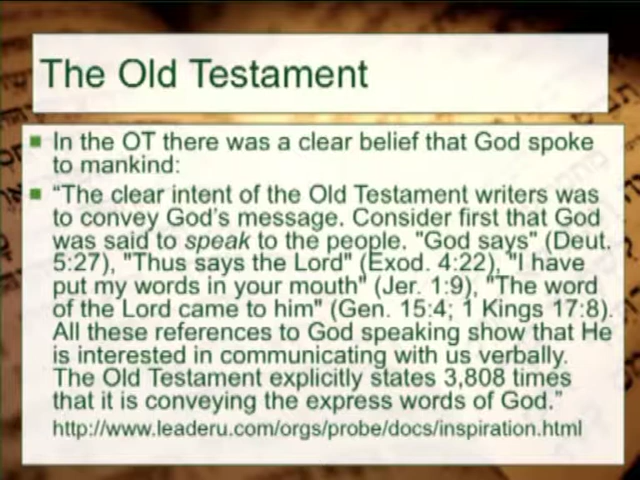 The Old Testament
In the OT there was a clear belief that God spoke
to mankind:
“The clear intent of the Old Testament writers was
to convey God’s message. Consider first that God
was said to speak to the people. "God says" (Deut.
5:27), "Thus says the Lord" (Exod. 4:22), "I have
put my words in your mouth" (Jer. 1:9), "The word
of the Lord came to him" (Gen. 15:4; 1 Kings 17:8).
All these references to God speaking show that He
is interested in communicating with us verbally.
The Old Testament explicitly states 3,808 times
that it is conveying the express words of God.”
http://www.leaderu.com/orgs/probe/docs/inspiration.html